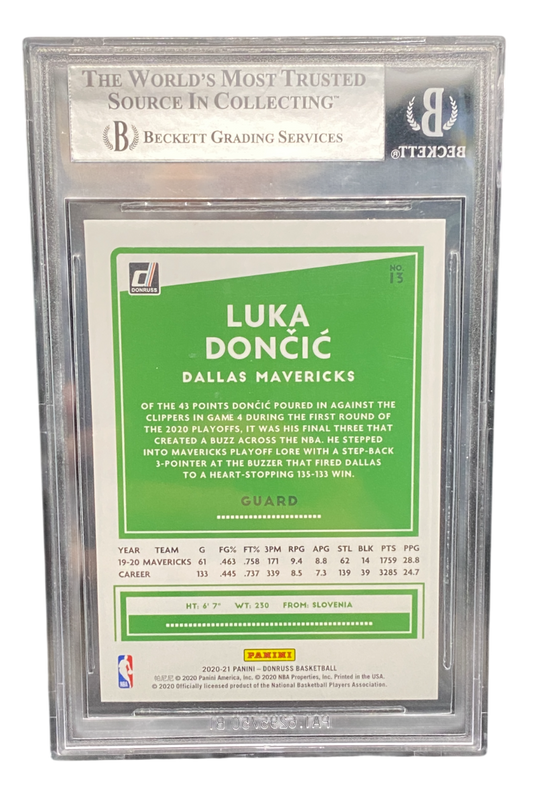 THE WORLD'S MOST TRUSTED
SOURCE IN COLLECTING™
B BECKETT GRADING SERVICES
B
BECKETT®
DONRUSS
NO.
13
LUKA
DONČIĆ
DALLAS MAVERICKS
OF THE 43 POINTS DONČIĆ POURED IN AGAINST THE
CLIPPERS IN GAME 4 DURING THE FIRST ROUND OF
THE 2020 PLAYOFFS, IT WAS HIS FINAL THREE THAT
CREATED A BUZZ ACROSS THE NBA. HE STEPPED
INTO MAVERICKS PLAYOFF LORE WITH A STEP-BACK
3-POINTER AT THE BUZZER THAT FIRED DALLAS
TO A HEART-STOPPING 135-133 WIN.
GUARD
YEAR TEAM G FG% FT% 3PM RPG APG STL BLK PTS PPG
19-20 MAVERICKS 61 .463 .758 171 9.4 8.8 62 14 1759 28.8
CAREER 133 .445 .737 339 8.5 7.3 139 39 3285 24.7
HT: 6' 7" WT: 230 FROM: SLOVENIA
PANINI
2020-21 PANINI – DONRUSS BASKETBALL
帕尼尼 © 2020 Panini America, Inc. © 2020 NBA Properties, Inc. Printed in the USA.
© 2020 Officially licensed product of the National Basketball Players Association.